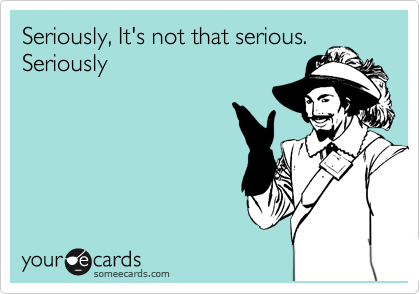 Seriously, It's not that serious.
Seriously
your e cards
someecards.com